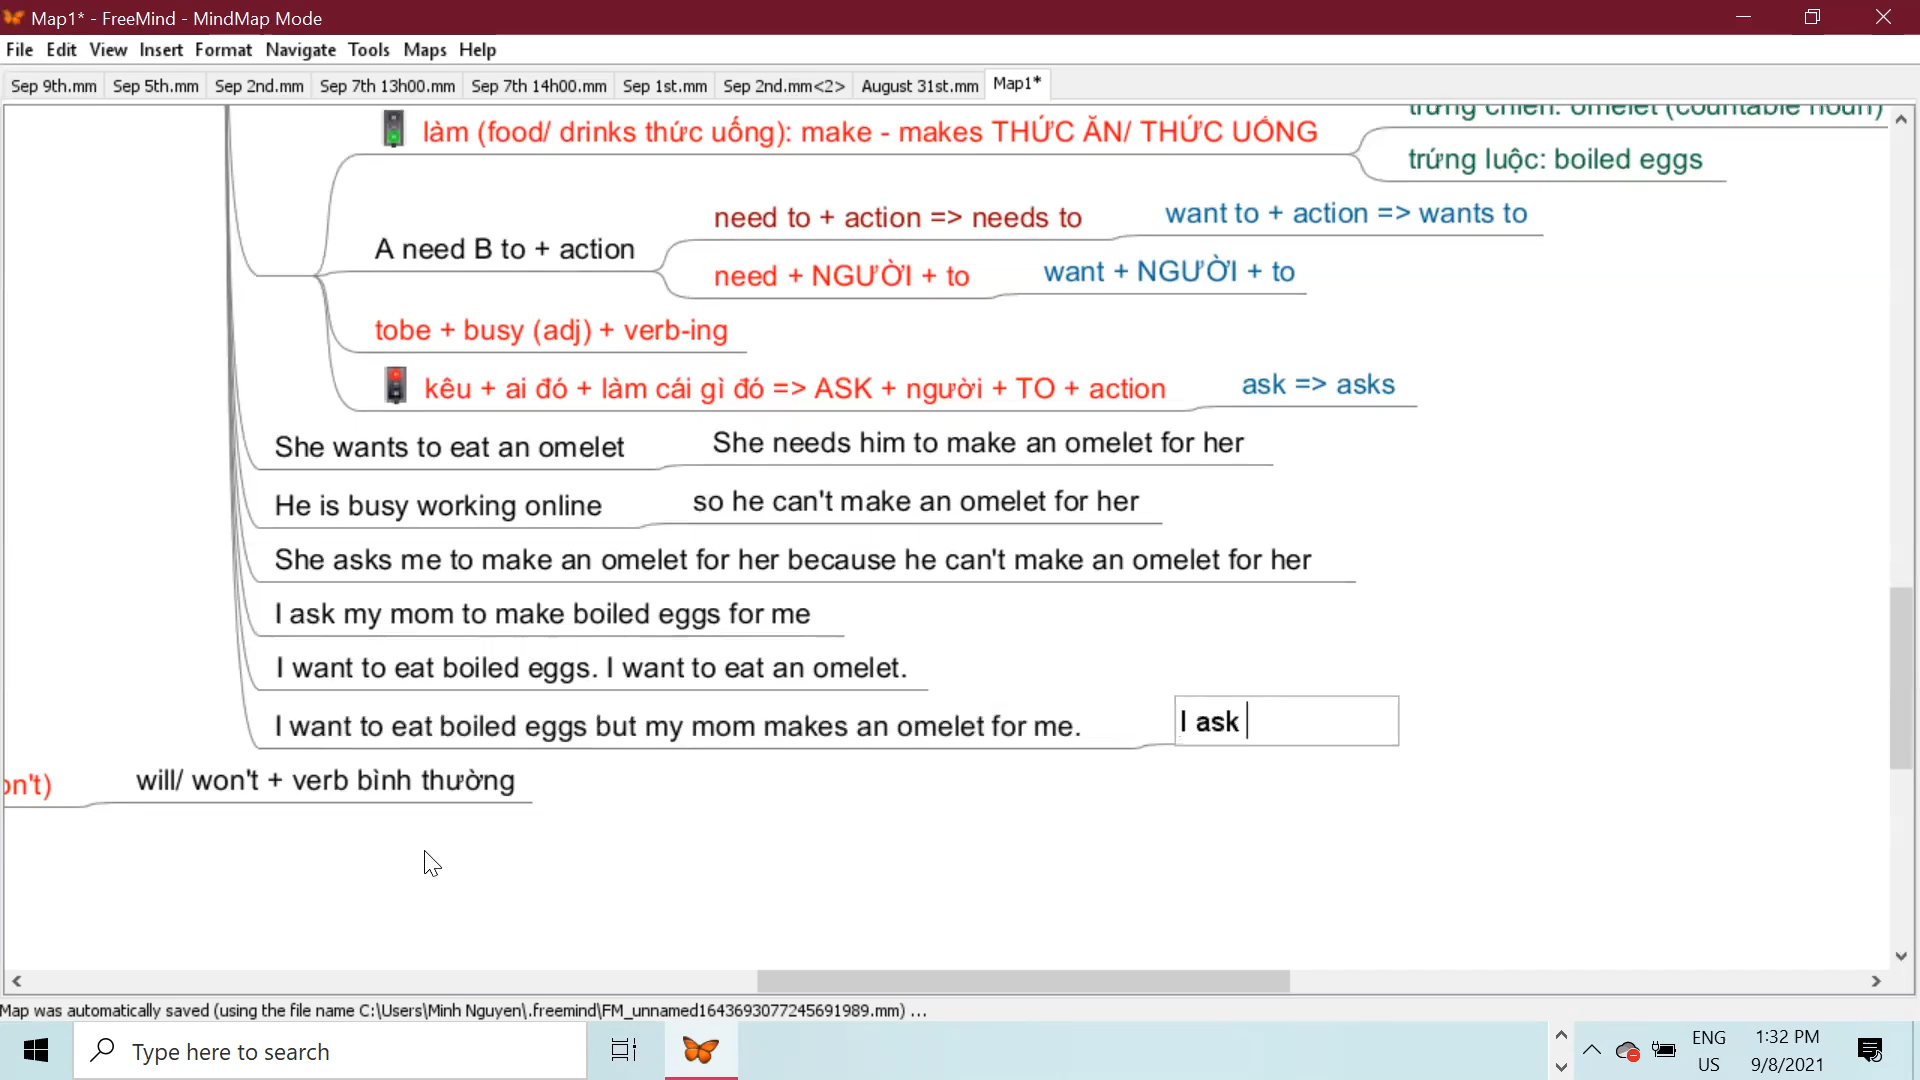 Map1* - FreeMind - MindMap Mode
File Edit View Insert Format Navigate Tools Maps Help
Sep 9th.mm Sep 5th.mm Sep 2nd.mm Sep 7th 13h00.mm Sep 7th 14h00.mm Sep 1st.mm Sep 2nd.mm<2> August 31st.mm Map1*
trứng chiên: omelet (countable noun)
làm (food/ drinks thức uống): make - makes THỨC ĂN/ THỨC UỐNG
trứng luộc: boiled eggs
need to + action => needs to
want to + action => wants to
A need B to + action
need + NGƯỜI + to
want + NGƯỜI + to
tobe + busy (adj) + verb-ing
kêu + ai đó + làm cái gì đó => ASK + người + TO + action
ask => asks
She wants to eat an omelet
She needs him to make an omelet for her
He is busy working online
so he can't make an omelet for her
She asks me to make an omelet for her because he can't make an omelet for her
I ask my mom to make boiled eggs for me
I want to eat boiled eggs. I want to eat an omelet.
I want to eat boiled eggs but my mom makes an omelet for me.
I ask
on't)
will/ won't + verb bình thường
Map was automatically saved (using the file name C:\Users\Minh Nguyen\.freemind\FM_unnamed1643693077245691989.mm) ...
Type here to search
ENG
US
1:32 PM
9/8/2021